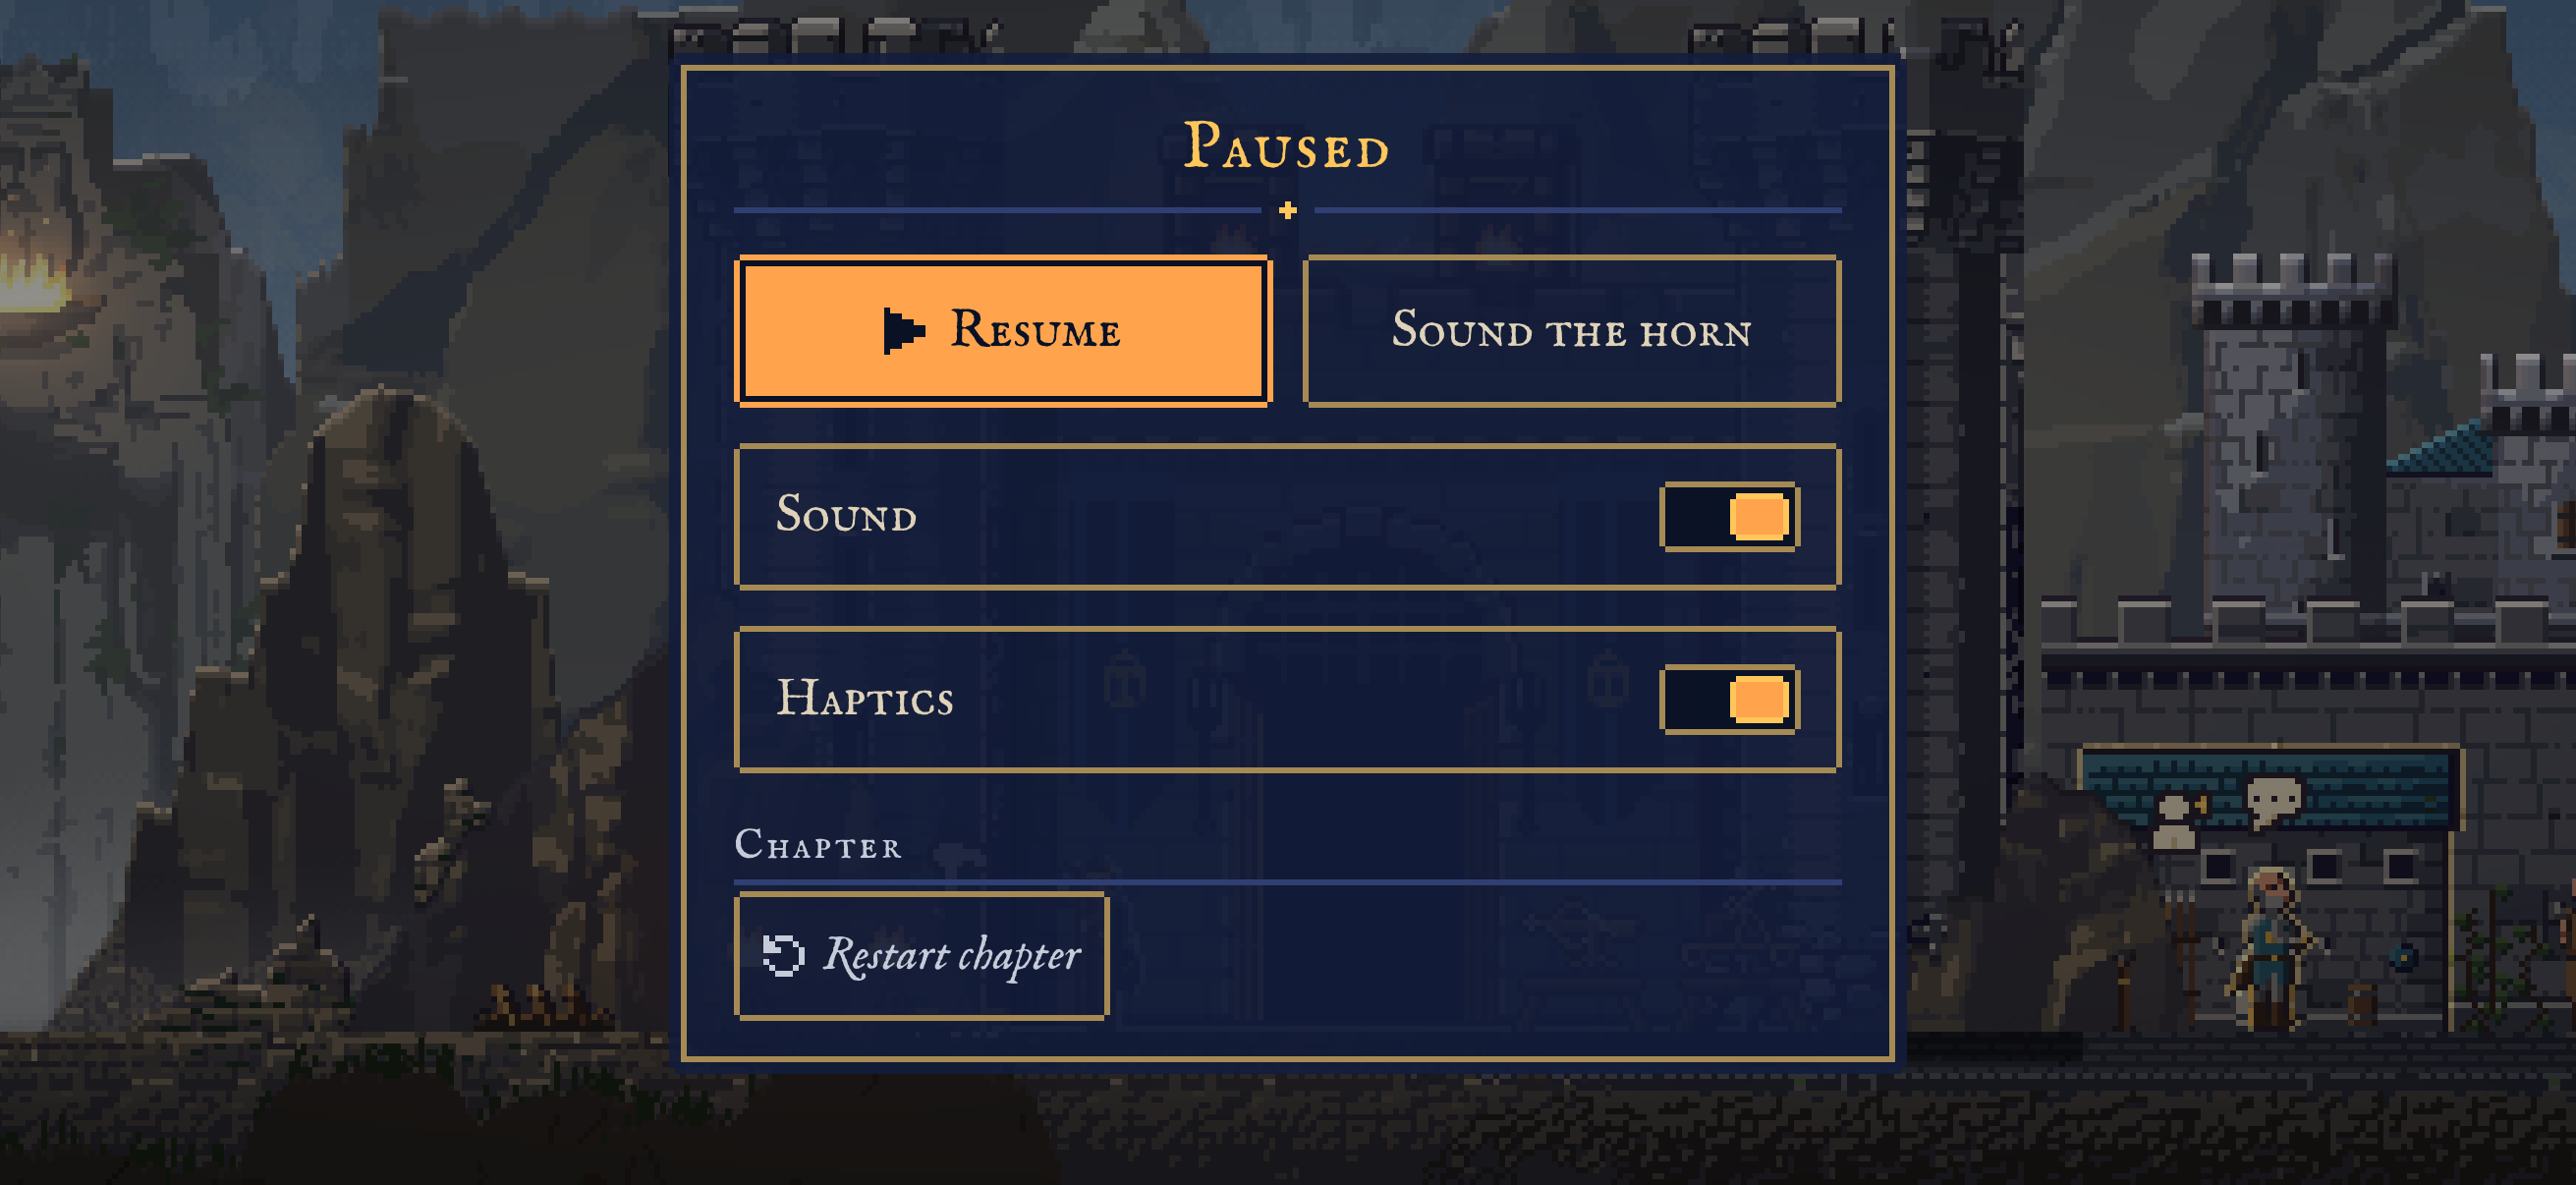 Paused
Resume
Sound the horn
Sound
Haptics
Chapter
Restart chapter